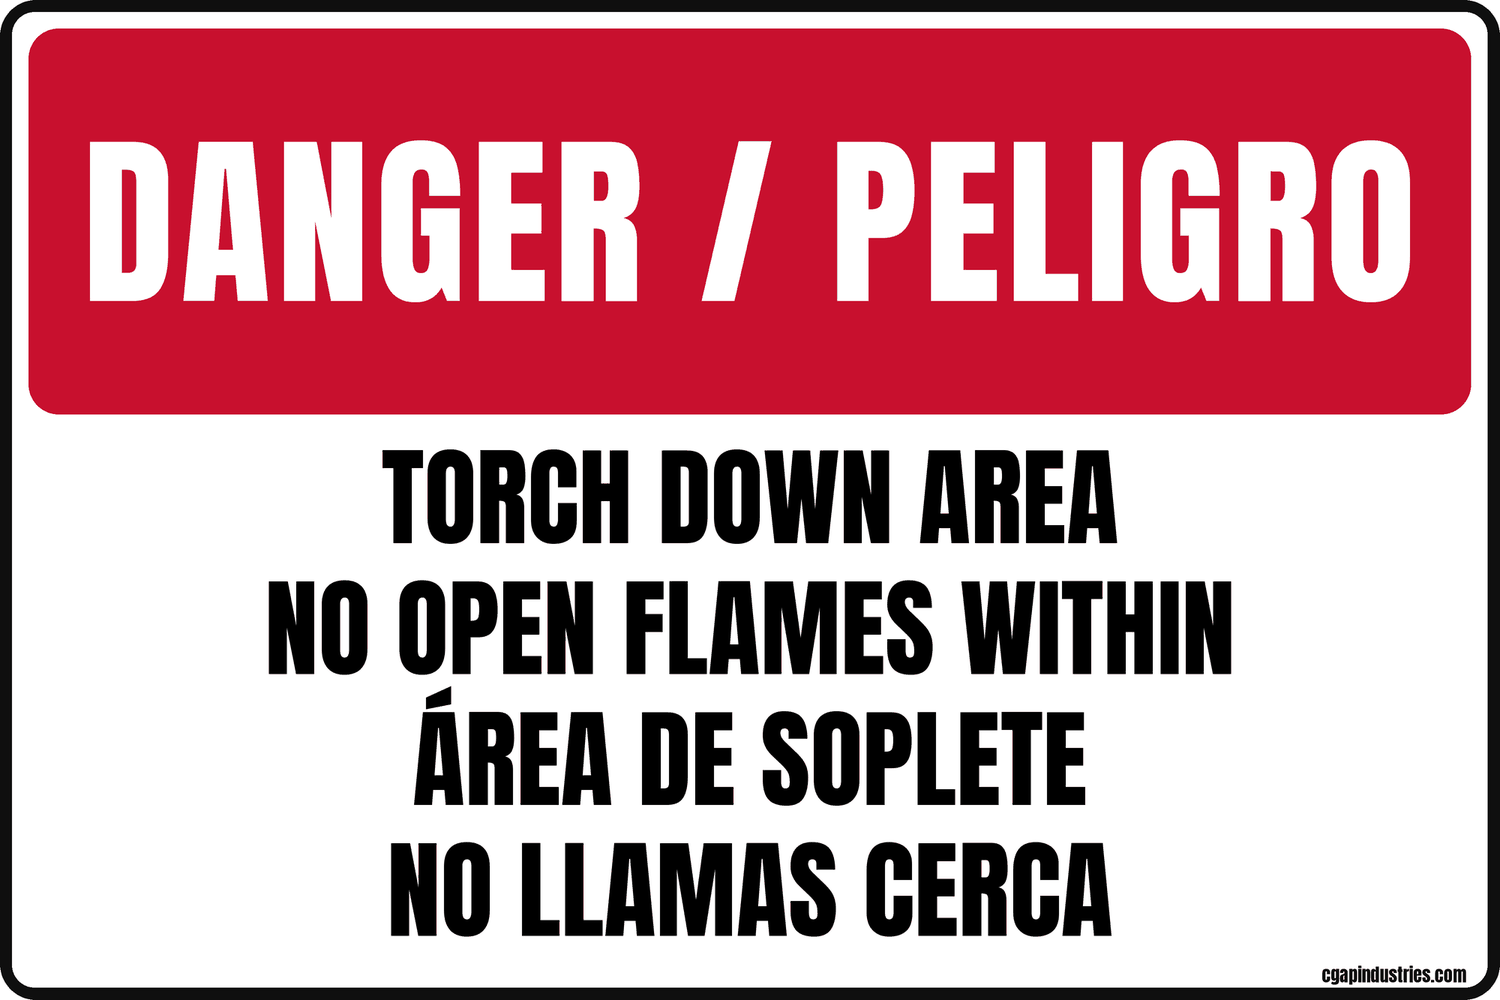 DANGER / PELIGRO
TORCH DOWN AREA
NO OPEN FLAMES WITHIN
ÁREA DE SOPLETE
NO LLAMAS CERCA
cgapindustries.com